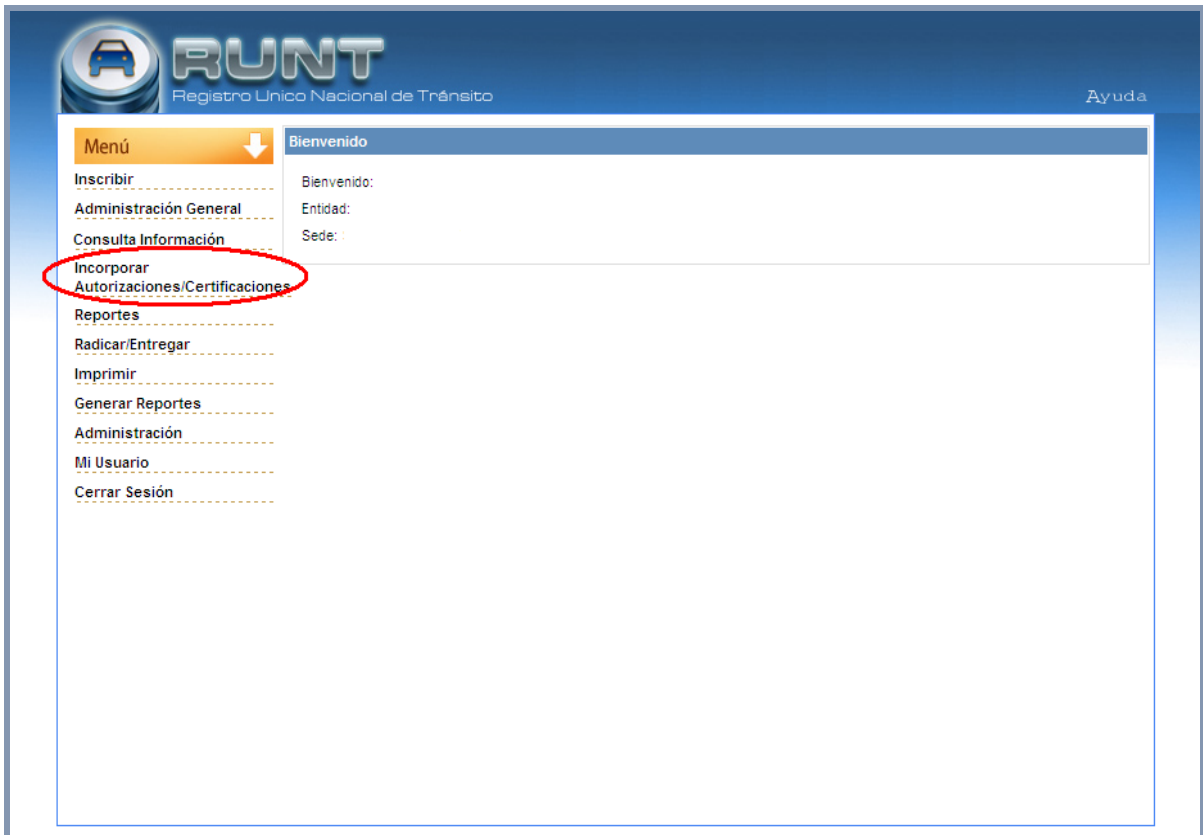 RUNT
Registro Unico Nacional de Tránsito
Ayuda
Menú
Inscribir
Administración General
Consulta Información
Incorporar
Autorizaciones/Certificaciones
Reportes
Radicar/Entregar
Imprimir
Generar Reportes
Administración
Mi Usuario
Cerrar Sesión
Bienvenido
Bienvenido:
Entidad:
Sede: